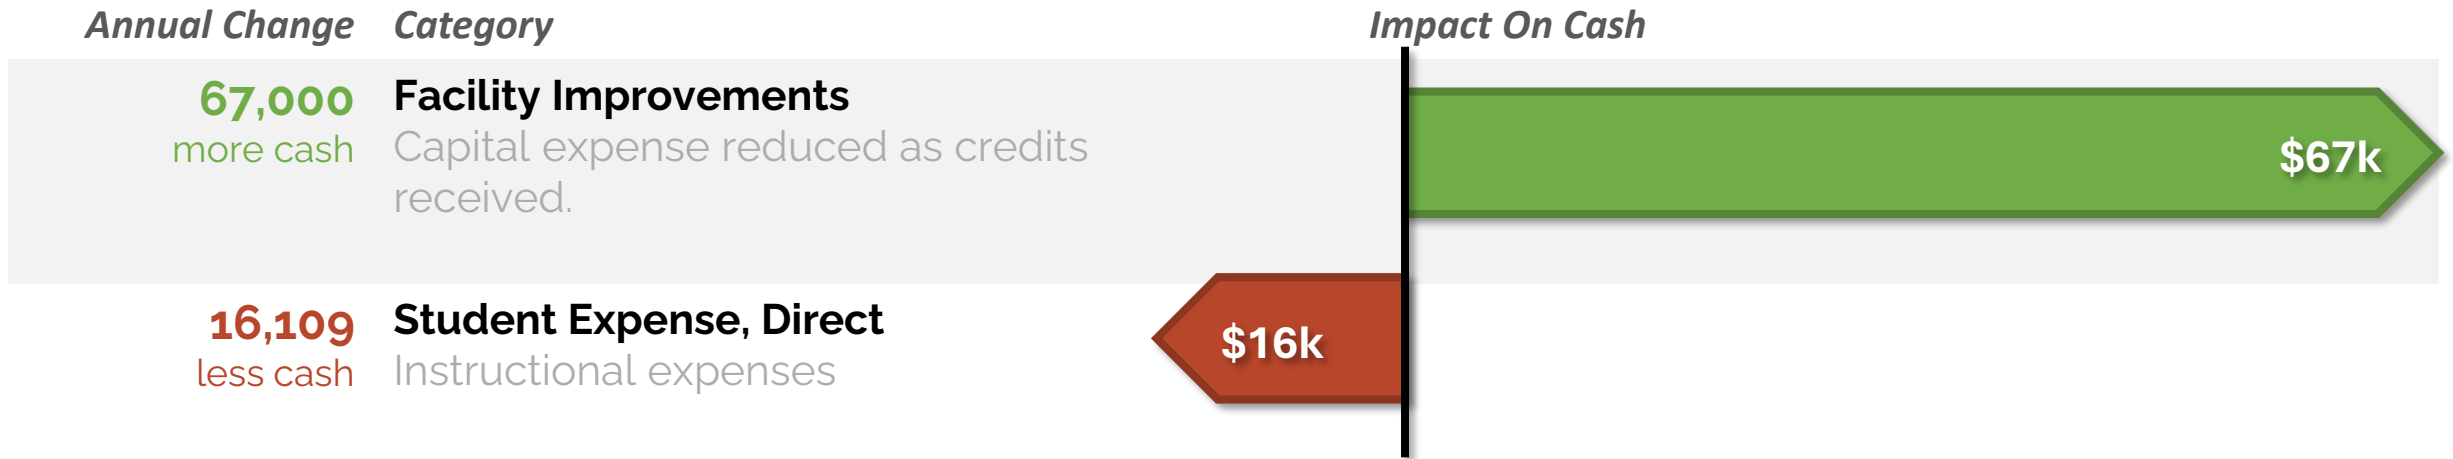 Annual Change Category Impact On Cash
67,000 Facility Improvements
more cash Capital expense reduced as credits
received.
$67k
16,109 Student Expense, Direct
less cash Instructional expenses
$16k